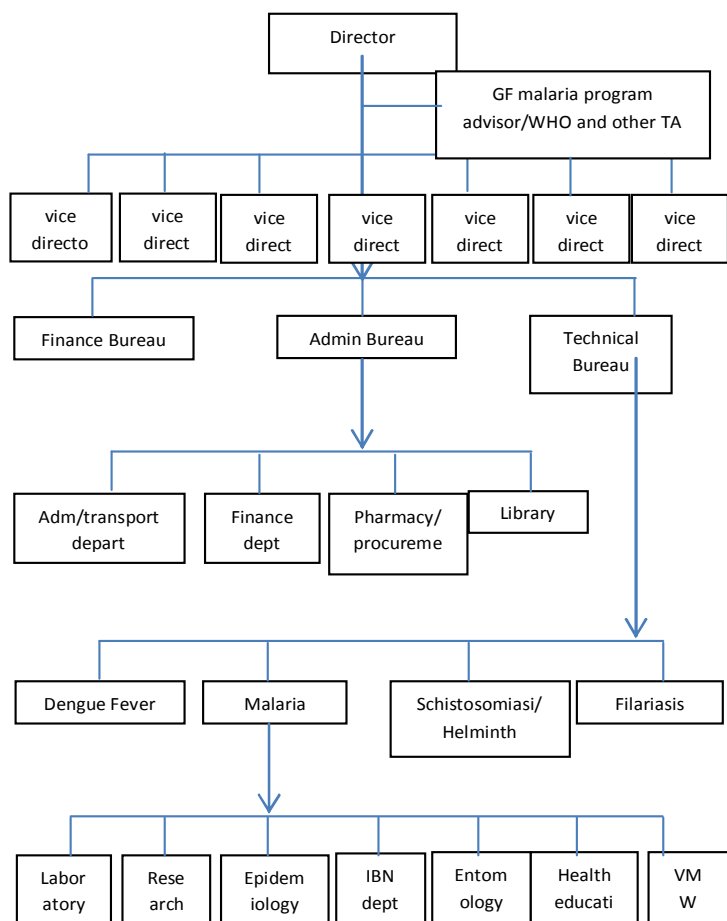 Director
GF malaria program
advisor/WHO and other TA
vice
directo
vice
direct
vice
direct
vice
direct
vice
direct
vice
direct
vice
direct
Finance Bureau
Admin Bureau
Technical
Bureau
Adm/transport
depart
Finance
dept
Pharmacy/
procureme
Library
Dengue Fever
Malaria
Schistosomiasi/
Helminth
Filariasis
Labor
atory
Rese
arch
Epidem
iology
IBN
dept
Entom
ology
Health
educati
VM
W